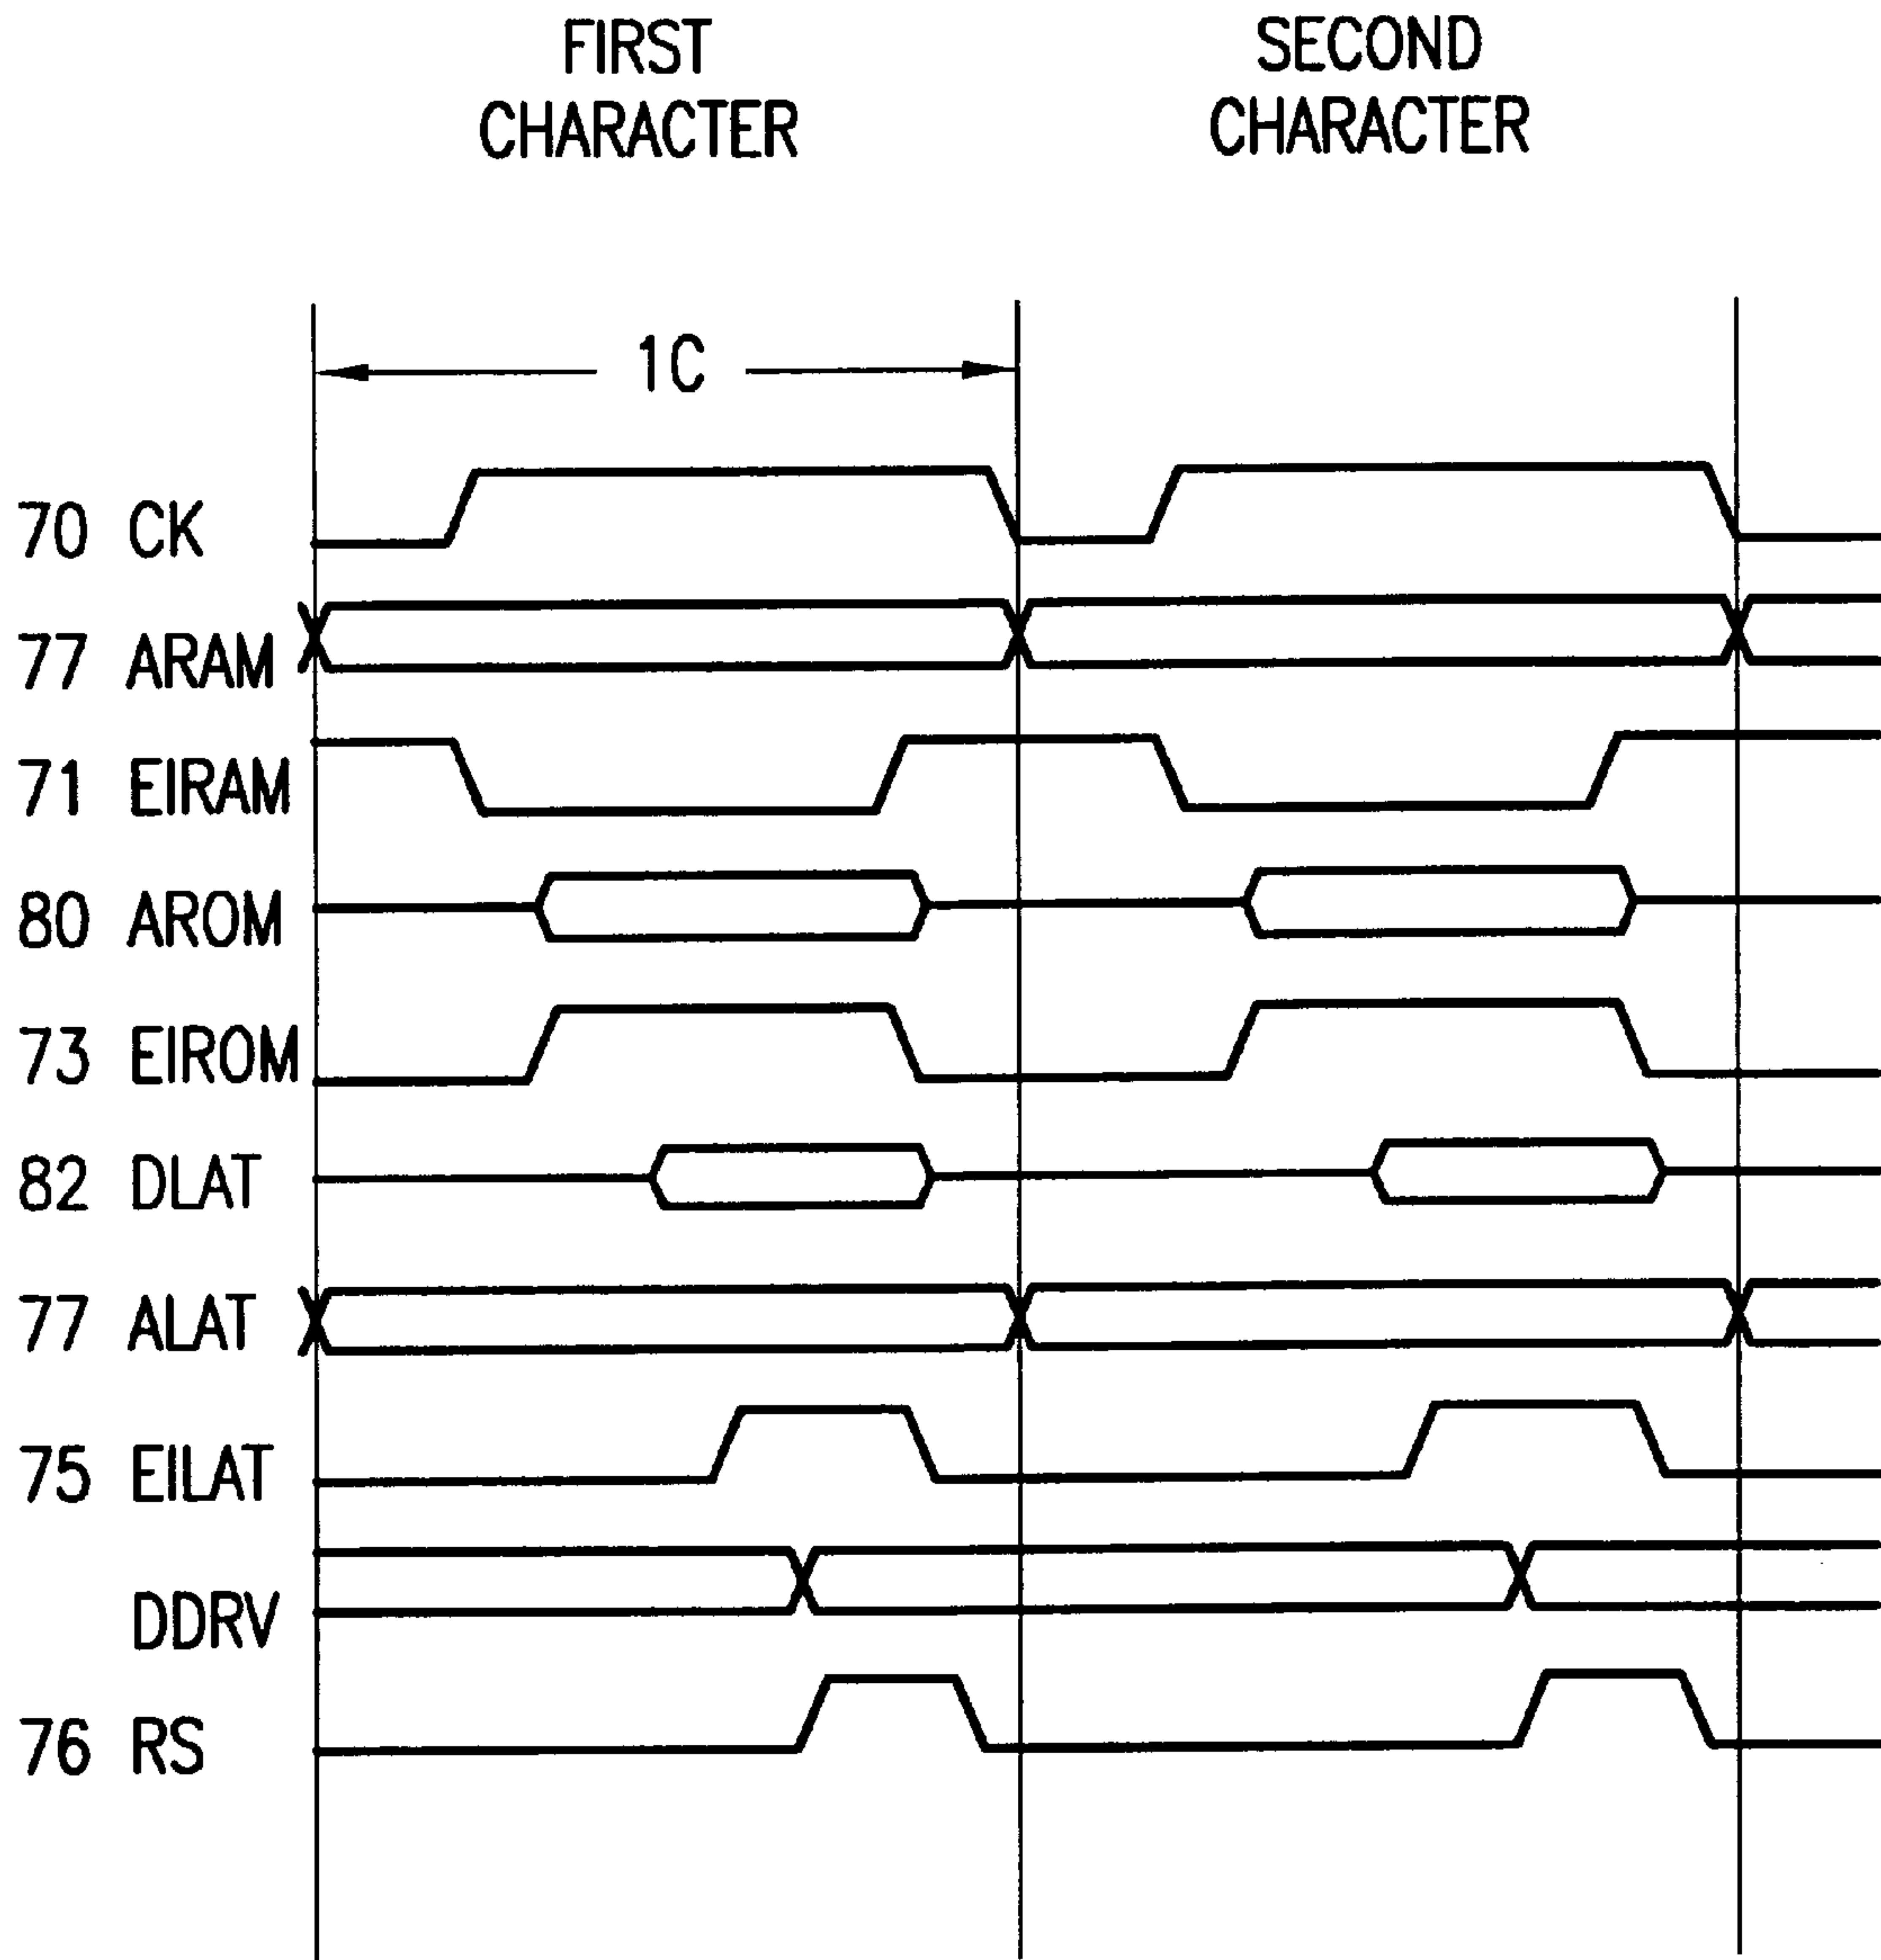 FIRST
CHARACTER
SECOND
CHARACTER
1C
70 CK
77 ARAM
71 EIRAM
80 AROM
73 EIROM
82 DLAT
77 ALAT
75 EILAT
DDRV
76 RS